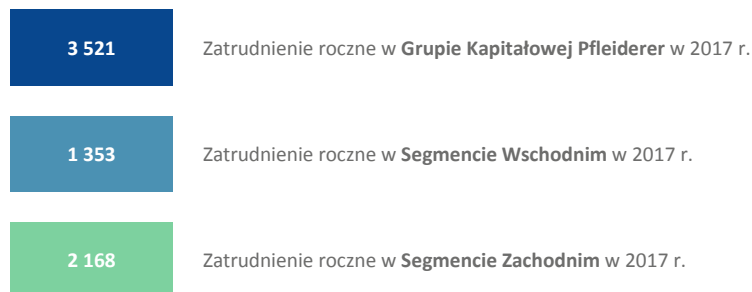 3 521 Zatrudnienie roczne w Grupie Kapitałowej Pfleiderer w 2017 r.
1 353 Zatrudnienie roczne w Segmencie Wschodnim w 2017 r.
2 168 Zatrudnienie roczne w Segmencie Zachodnim w 2017 r.